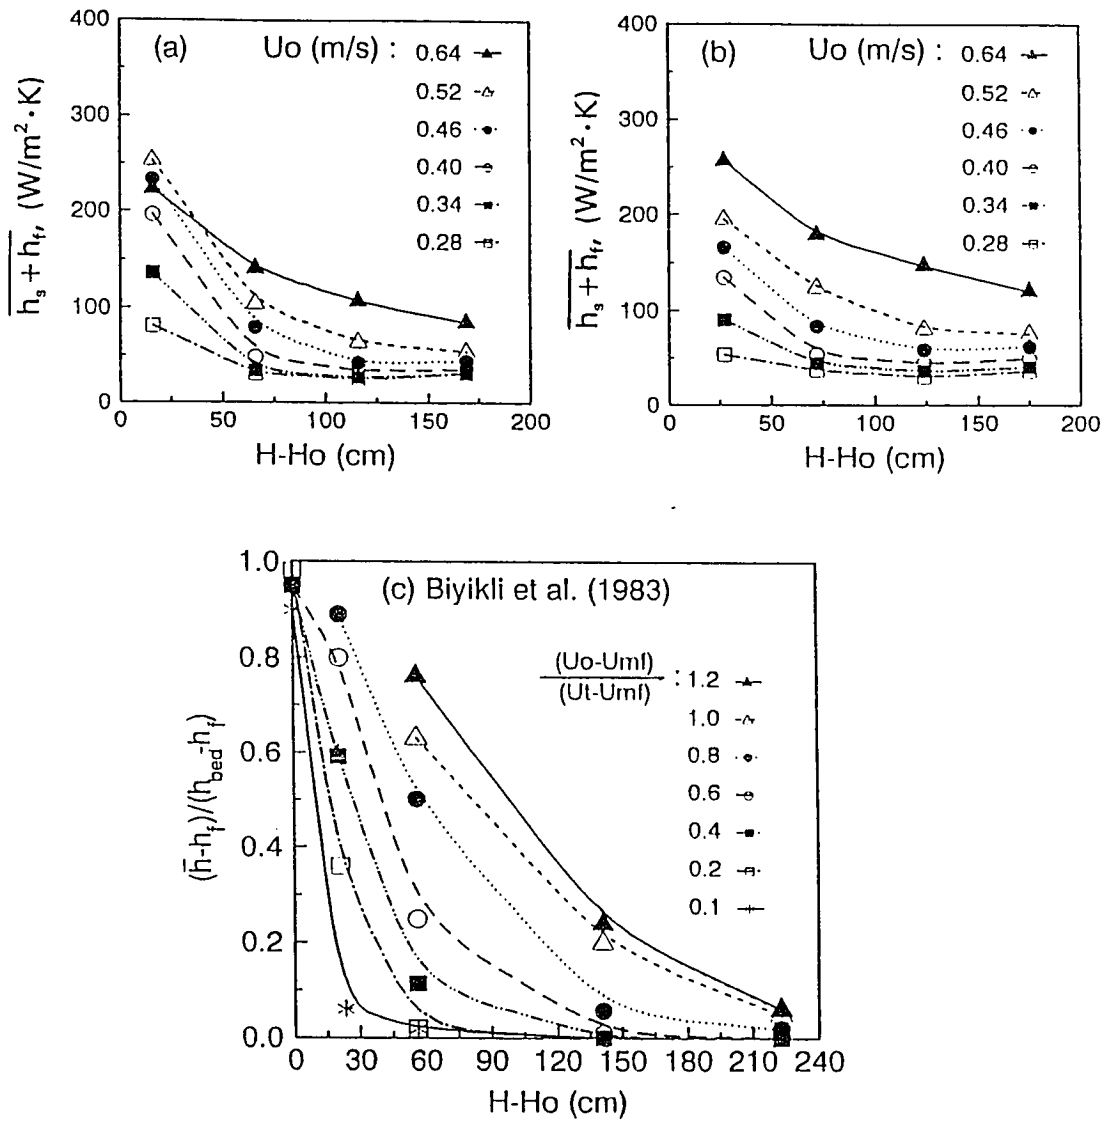 (a) Uo (m/s) : 0.64
0.52
0.46
0.40
0.34
0.28
400
300
200
100
0
0 50 100 150 200
H-Ho (cm)
h_s + h_f, (W/m²·K)
(b) Uo (m/s) : 0.64
0.52
0.46
0.40
0.34
0.28
400
300
200
100
0
0 50 100 150 200
H-Ho (cm)
h_s + h_f, (W/m²·K)
(c) Biyikli et al. (1983)
(Uo-Umf)
(Ut-Umf)
: 1.2
1.0
0.8
0.6
0.4
0.2
0.1
1.0
0.8
0.6
0.4
0.2
0.0
0 30 60 90 120 150 180 210 240
H-Ho (cm)
(h̄-h_f)/(h_bed-h_f)